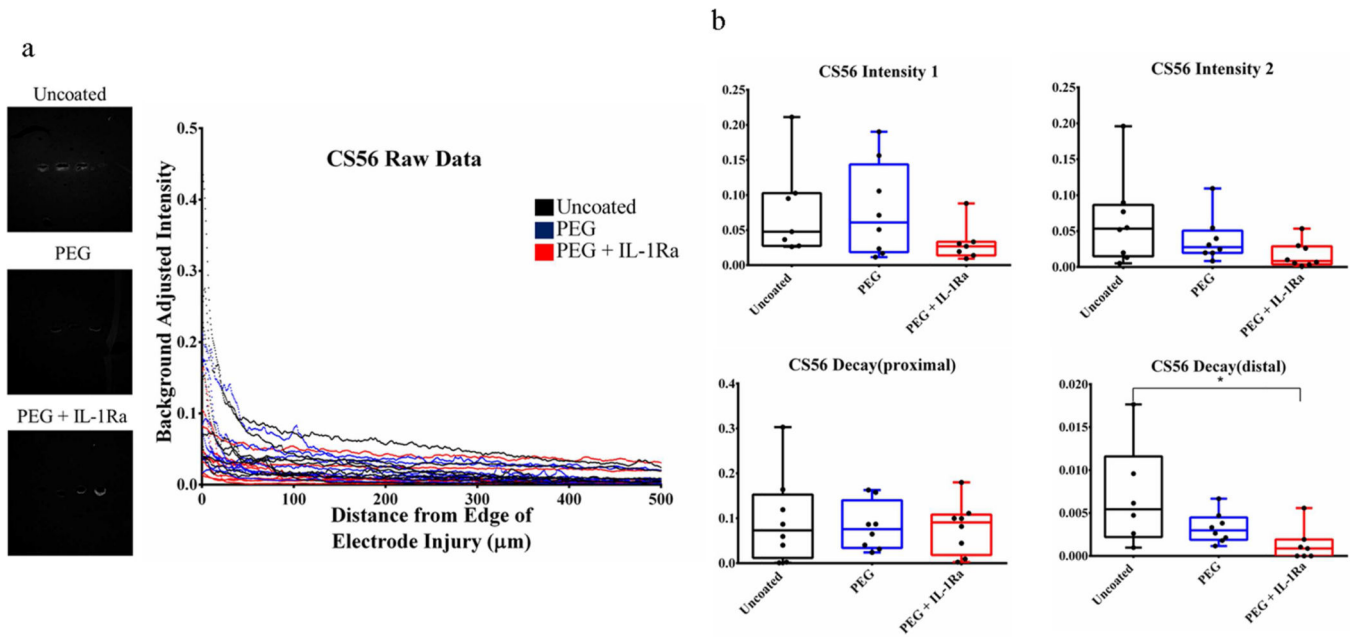 a
Uncoated
PEG
PEG + IL-1Ra
CS56 Raw Data
Uncoated
PEG
PEG + IL-1Ra
Background Adjusted Intensity
0.5
0.4
0.3
0.2
0.1
0.0
0 100 200 300 400 500
Distance from Edge of
Electrode Injury (μm)
b
CS56 Intensity 1
0.25
0.20
0.15
0.10
0.05
0.00
Uncoated
PEG
PEG + IL-1Ra
CS56 Intensity 2
0.25
0.20
0.15
0.10
0.05
0.00
Uncoated
PEG
PEG + IL-1Ra
CS56 Decay(proximal)
0.4
0.3
0.2
0.1
0.0
Uncoated
PEG
PEG + IL-1Ra
CS56 Decay(distal)
*
0.020
0.015
0.010
0.005
0.000
Uncoated
PEG
PEG + IL-1Ra